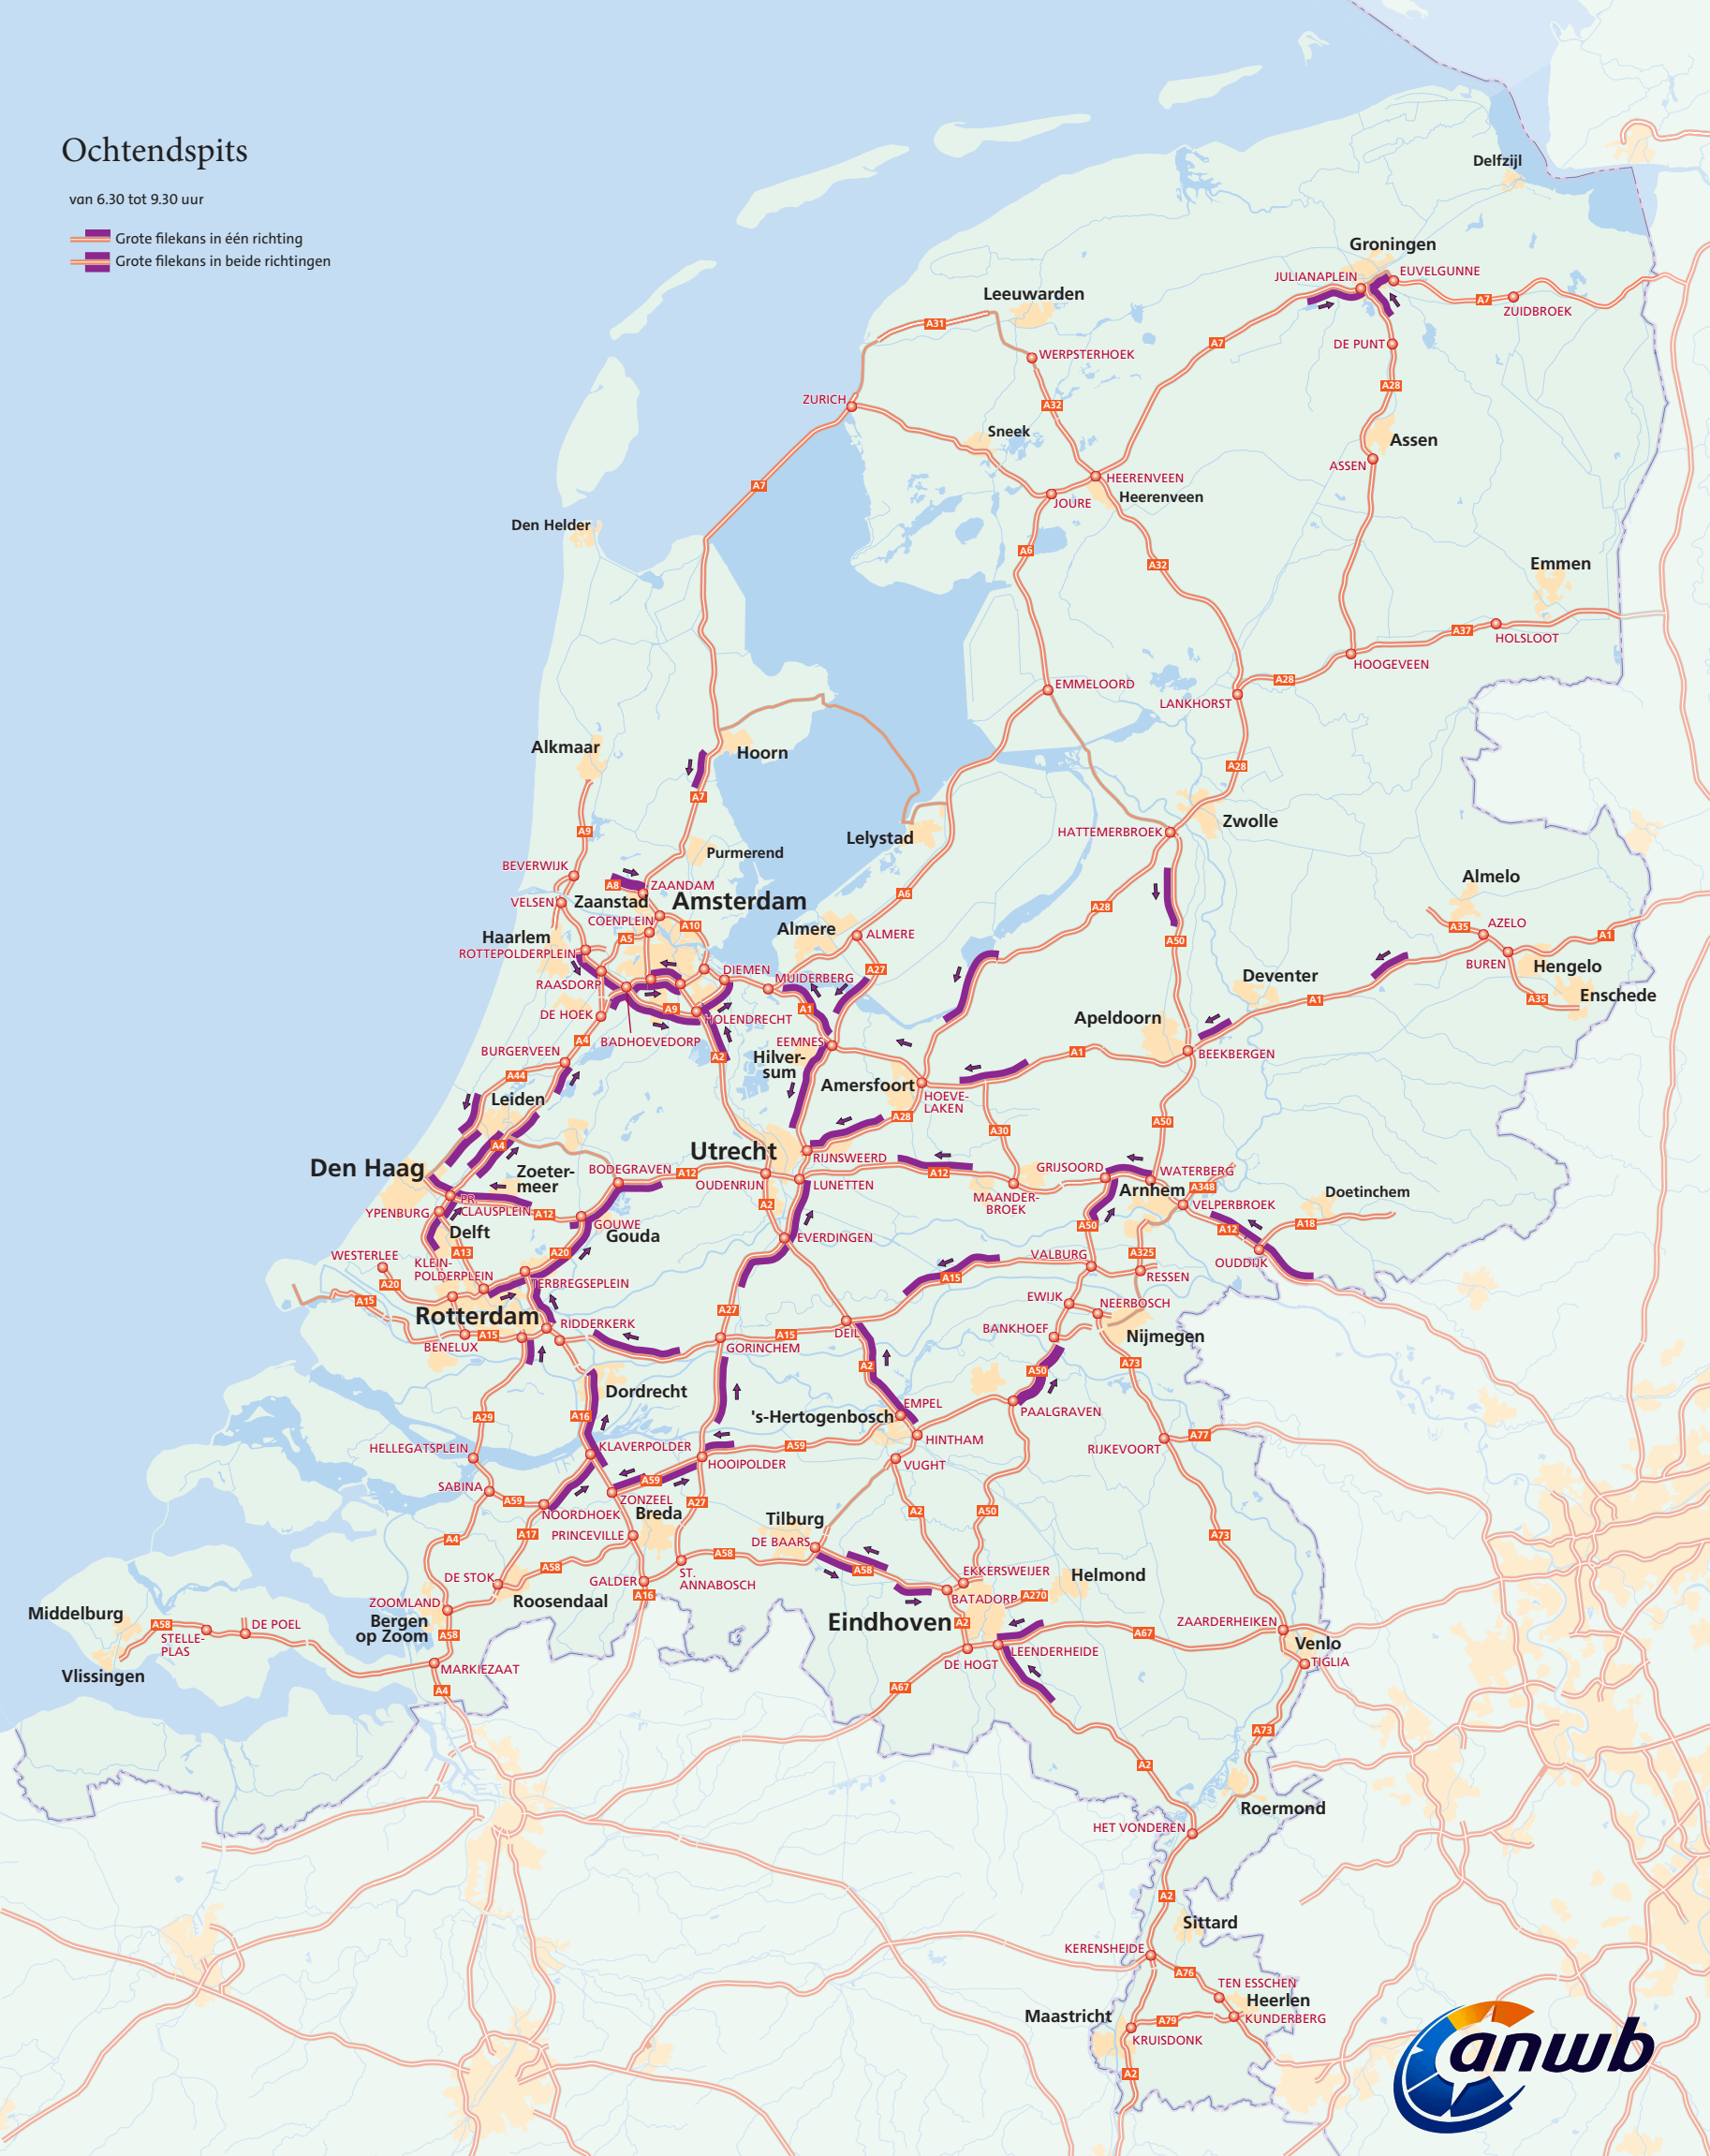 Ochtendspits
van 6.30 tot 9.30 uur
Grote filekans in één richting
Grote filekans in beide richtingen
Delfzijl
Groningen
JULIANAPLEIN
EUVELGUNNE
A7
ZUIDBROEK
Leeuwarden
A31
WERPSTERHOEK
A7
DE PUNT
A28
ZURICH
A32
Sneek
Assen
ASSEN
A7
HEERENVEEN
Heerenveen
JOURE
Den Helder
A6
A32
Emmen
A37
HOLSLOOT
HOOGEVEEN
EMMELOORD
A28
LANKHORST
Alkmaar
Hoorn
A28
A7
A9
Lelystad
HATTEMERBROEK
Zwolle
Purmerend
BEVERWIJK
A8
ZAANDAM
Almelo
VELSEN
Zaanstad
Amsterdam
A6
A28
COENPLEIN
A10
Almere
ALMERE
A35
AZELO
A1
Haarlem
A5
A50
ROTTEPOLDERPLEIN
BUREN
Hengelo
DIEMEN
A27
MUIDERBERG
Deventer
RAASDORP
A35
Enschede
A9
A1
A1
DE HOEK
HOLENDRECHT
Apeldoorn
A4
BADHOEVEDORP
EEMNES
BURGERVEEN
A2
Hilver-
sum
A1
BEEKBERGEN
A44
Amersfoort
Leiden
HOEVE-
LAKEN
A28
A50
A4
A30
Utrecht
Den Haag
Zoeter-
meer
BODEGRAVEN
A12
RIJNSWEERD
A12
GRIJSOORD
WATERBERG
OUDENRIJN
LUNETTEN
MAANDER-
BROEK
Arnhem
A348
Doetinchem
PR.
CLAUSPLEIN
YPENBURG
A12
A2
VELPERBROEK
GOUWE
A50
A12
A18
Delft
Gouda
EVERDINGEN
A13
A20
WESTERLEE
VALBURG
A325
OUDDIJK
KLEIN-
POLDERPLEIN
TERBREGSEPLEIN
A15
RESSEN
A20
A15
EWIJK
NEERBOSCH
Rotterdam
A27
RIDDERKERK
A15
BANKHOEF
Nijmegen
A15
BENELUX
GORINCHEM
DEIL
A2
A73
A50
Dordrecht
EMPEL
A29
A16
's-Hertogenbosch
PAALGRAVEN
HELLEGATSPLEIN
KLAVERPOLDER
A59
HINTHAM
RIJKEVOORT
A77
HOOIPOLDER
VUGHT
SABINA
A59
A59
ZONZEEL
A27
NOORDHOEK
Breda
A2
A50
A4
A17
PRINCEVILLE
Tilburg
A73
DE BAARS
A58
A58
A58
EKKERSWEIJER
Helmond
DE STOK
GALDER
ST.
ANNABOSCH
A16
Roosendaal
BATADORP
A270
ZOOMLAND
Middelburg
Bergen
op Zoom
A58
DE POEL
Eindhoven
A2
ZAARDERHEIKEN
STELLE-
PLAS
A58
A67
Venlo
LEENDERHEIDE
DE HOGT
TIGLIA
MARKIEZAAT
Vlissingen
A4
A67
A73
A2
Roermond
HET VONDEREN
A2
Sittard
KERENSHEIDE
A76
TEN ESSCHEN
Heerlen
Maastricht
A79
KUNDERBERG
KRUISDONK
A2
anwb